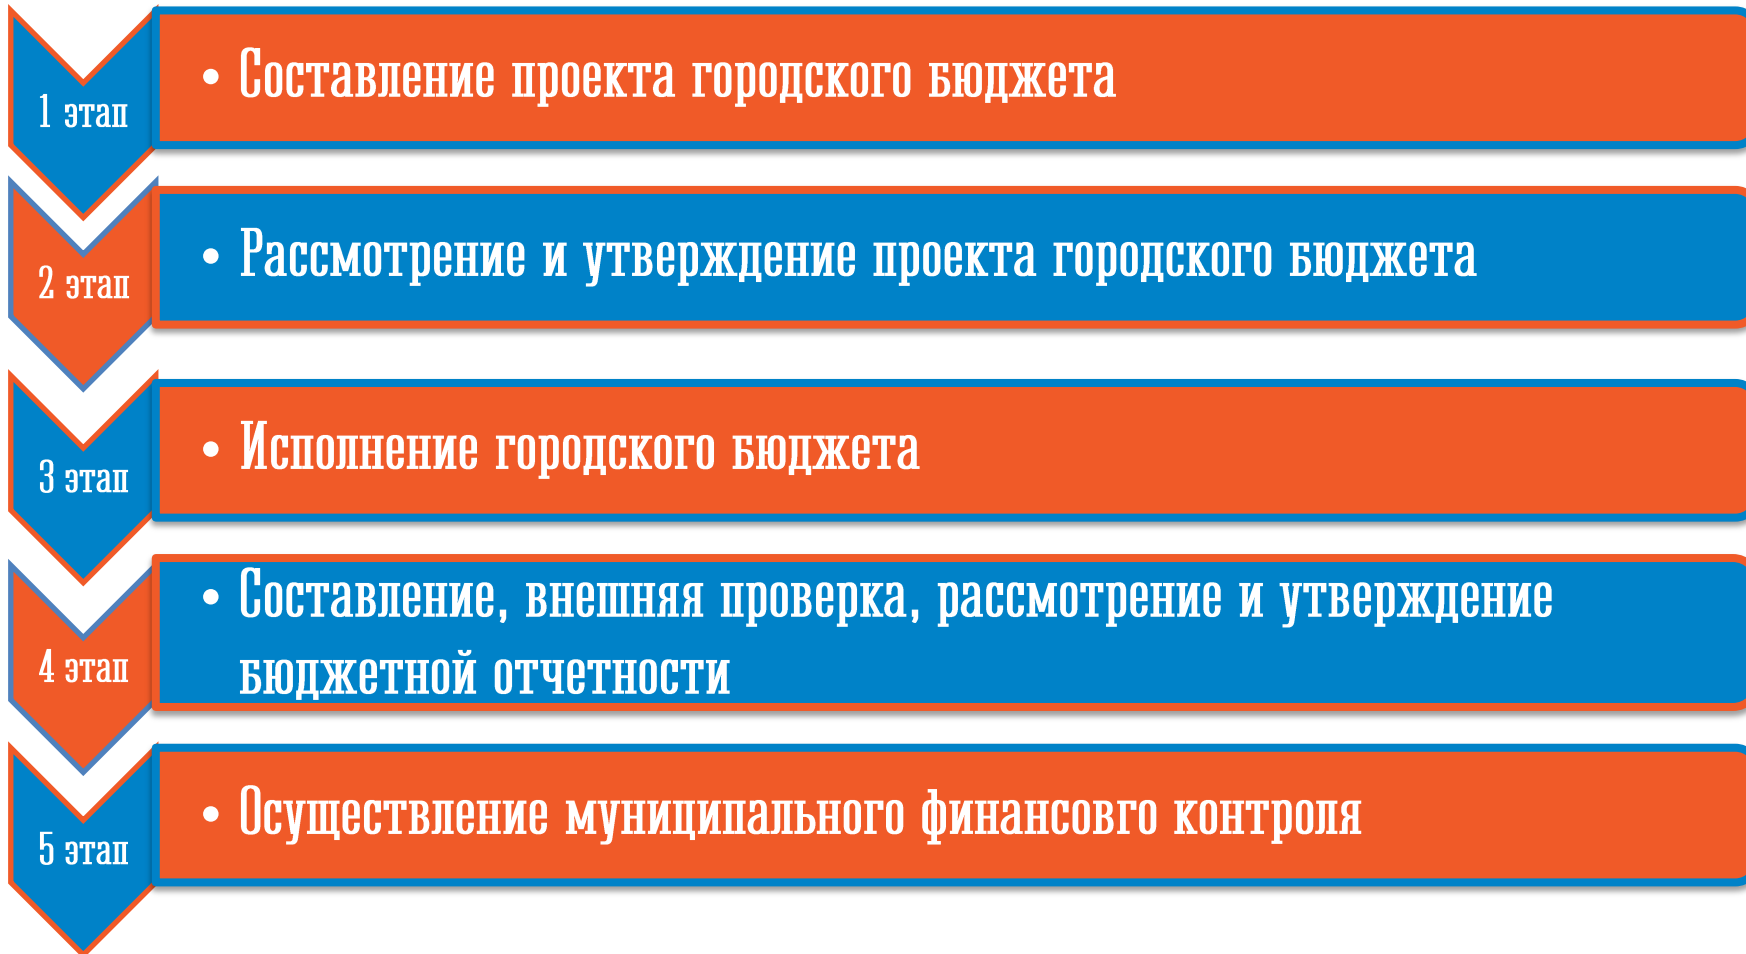 1 этап
• Составление проекта городского бюджета
2 этап
• Рассмотрение и утверждение проекта городского бюджета
3 этап
• Исполнение городского бюджета
4 этап
• Составление, внешняя проверка, рассмотрение и утверждение
бюджетной отчетности
5 этап
• Осуществление муниципального финансовго контроля